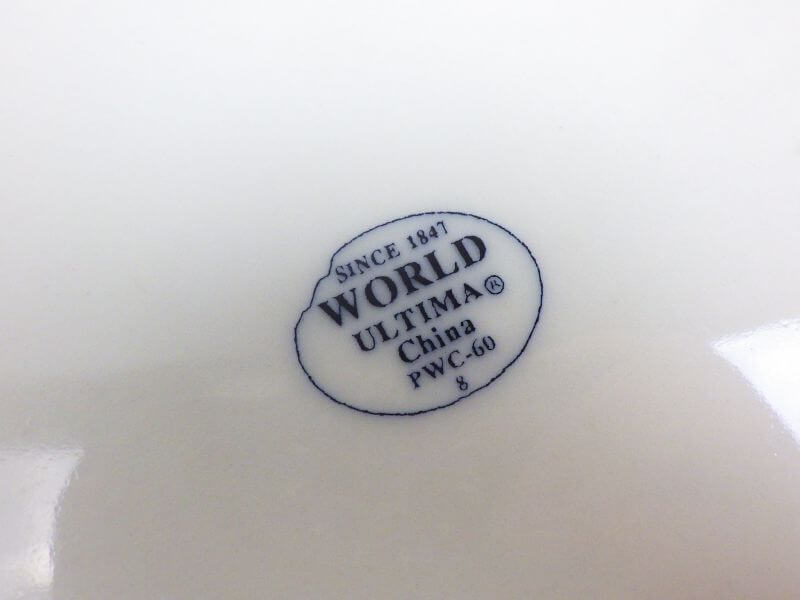 SINCE 1847
WORLD
ULTIMA®
China
PWC-60
8